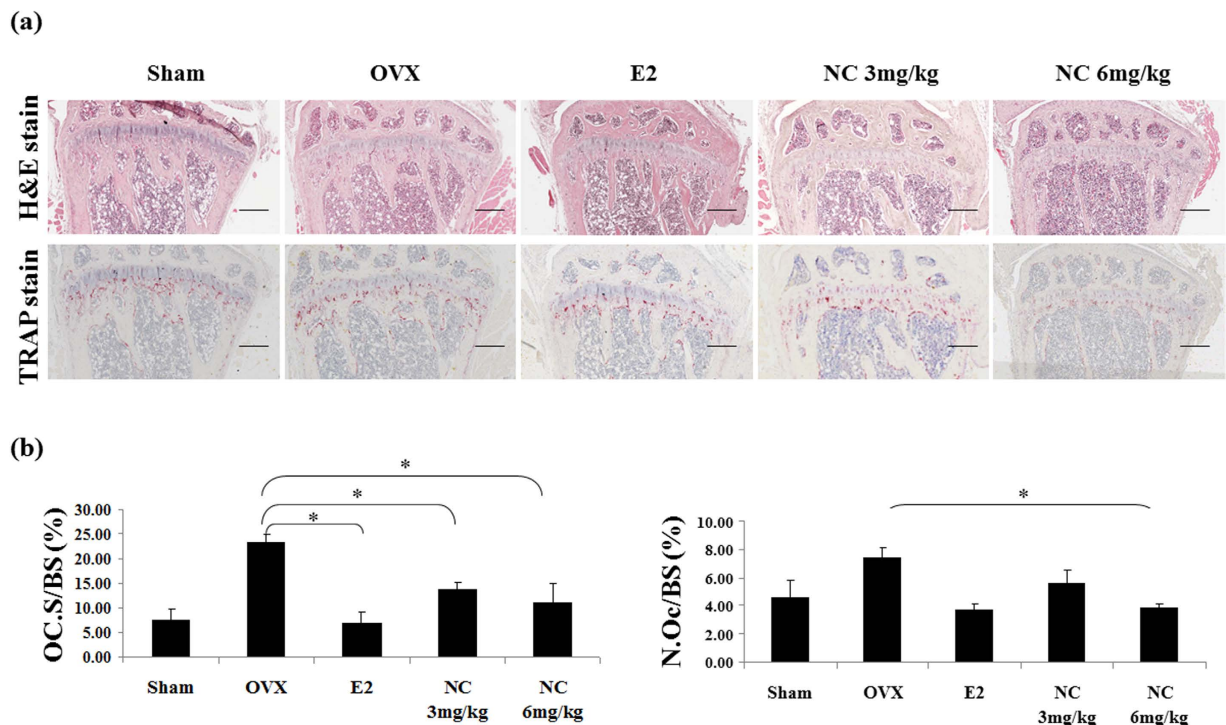 (a)
Sham OVX E2 NC 3mg/kg NC 6mg/kg
H&E stain
TRAP stain
(b)
OC.S/BS (%)
30.00
25.00
20.00
15.00
10.00
5.00
0.00
*
*
*
Sham OVX E2 NC NC
3mg/kg 6mg/kg
N.Oc/BS (%)
10.00
8.00
6.00
4.00
2.00
0.00
*
Sham OVX E2 NC NC
3mg/kg 6mg/kg